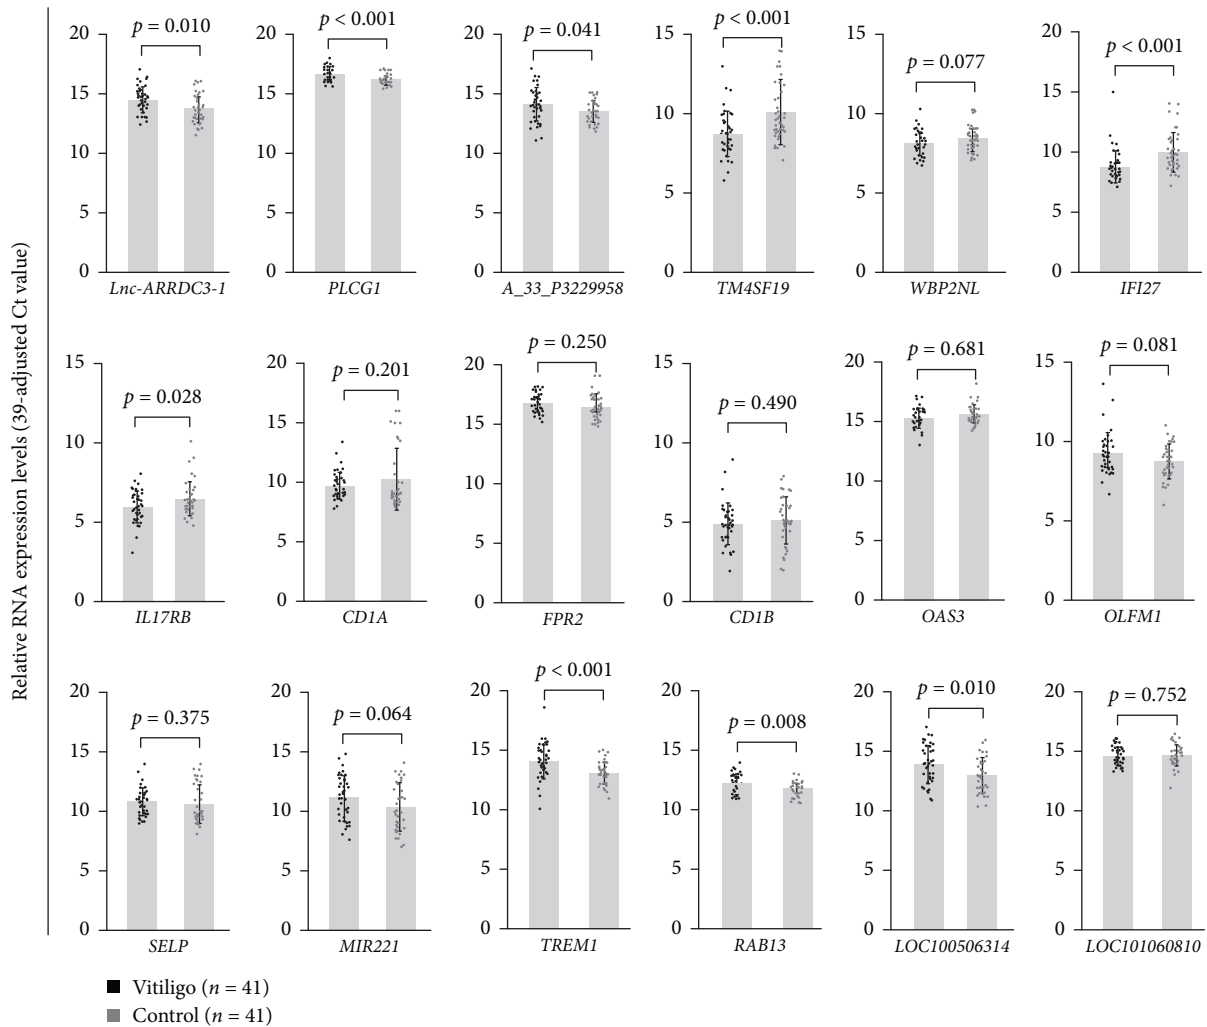 Relative RNA expression levels (39-adjusted Ct value)
20
15
10
5
0
p = 0.010
Lnc-ARRDC3-1
20
15
10
5
0
p < 0.001
PLCG1
20
15
10
5
0
p = 0.041
A_33_P3229958
15
10
5
0
p < 0.001
TM4SF19
15
10
5
0
p = 0.077
WBP2NL
20
15
10
5
0
p < 0.001
IFI27
15
10
5
0
p = 0.028
IL17RB
20
15
10
5
0
p = 0.201
CD1A
20
15
10
5
0
p = 0.250
FPR2
15
10
5
0
p = 0.490
CD1B
20
15
10
5
0
p = 0.681
OAS3
15
10
5
0
p = 0.081
OLFM1
20
15
10
5
0
p = 0.375
SELP
20
15
10
5
0
p = 0.064
MIR221
20
15
10
5
0
p < 0.001
TREM1
20
15
10
5
0
p = 0.008
RAB13
20
15
10
5
0
p = 0.010
LOC100506314
20
15
10
5
0
p = 0.752
LOC101060810
Vitiligo (n = 41)
Control (n = 41)